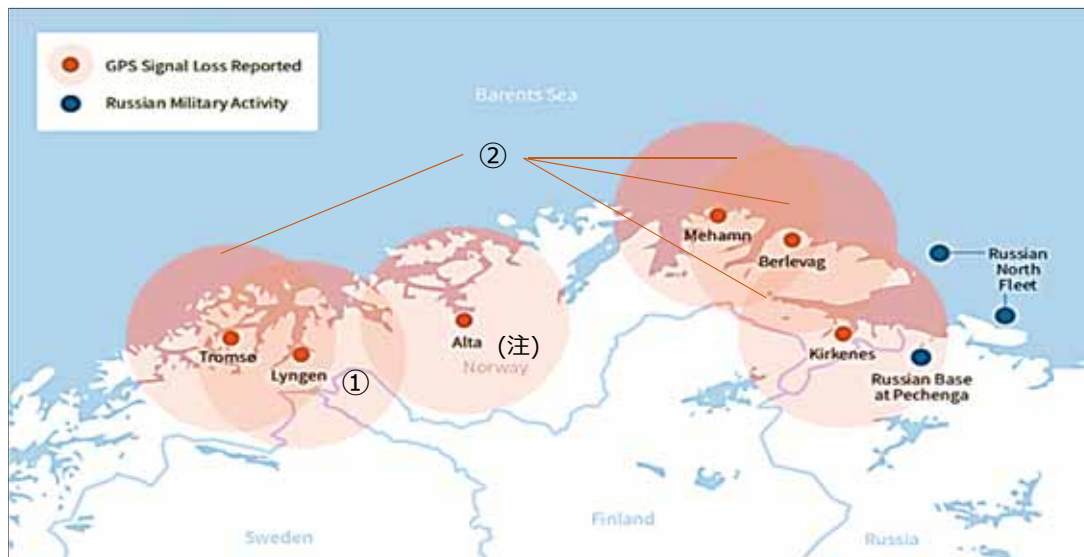 GPS Signal Loss Reported
Russian Military Activity
Barents Sea
②
Mehamn
Berlevag
Russian
North
Fleet
Tromsø
Alta
(注)
Norway
Lyngen
①
Kirkenes
Russian Base
at Pechenga
Sweden
Finland
Russia